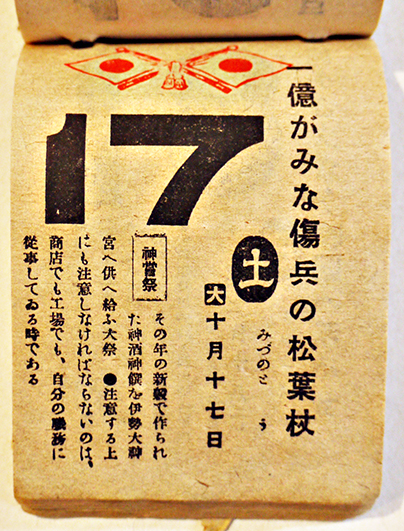 一億がみな傷兵の松葉杖
17
土
みづのと う
大 十月十七日
神嘗祭
その年の新穀で作られ
た神酒神饌を伊勢大神
宮へ供へ給ふ大祭 ●注意する上
にも注意しなければならないのは、
商店でも工場でも、自分の職務に
從事してゐる時である